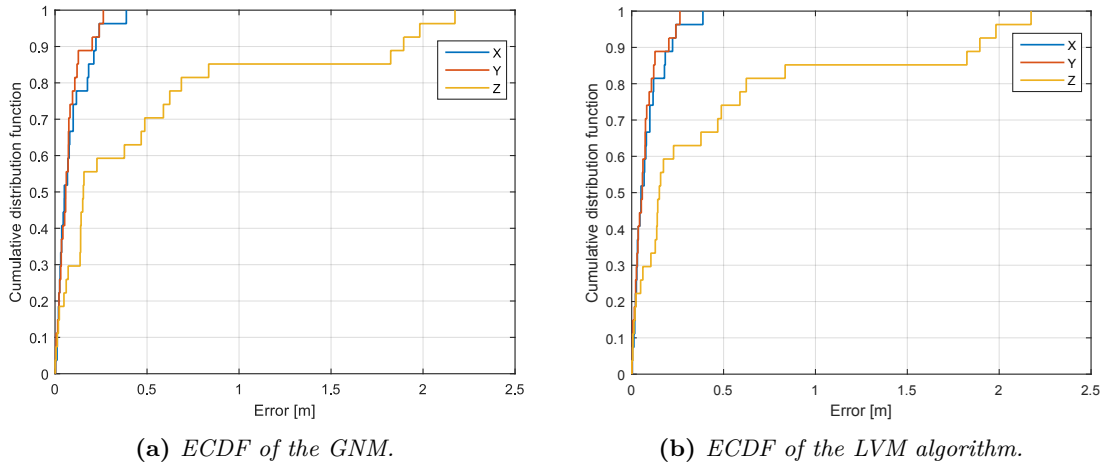 1
0.9
0.8
0.7
0.6
0.5
0.4
0.3
0.2
0.1
0
Cumulative distribution function
X
Y
Z
0
0.5
1
1.5
2
2.5
Error [m]
(a) ECDF of the GNM.
1
0.9
0.8
0.7
0.6
0.5
0.4
0.3
0.2
0.1
0
Cumulative distribution function
X
Y
Z
0
0.5
1
1.5
2
2.5
Error [m]
(b) ECDF of the LVM algorithm.